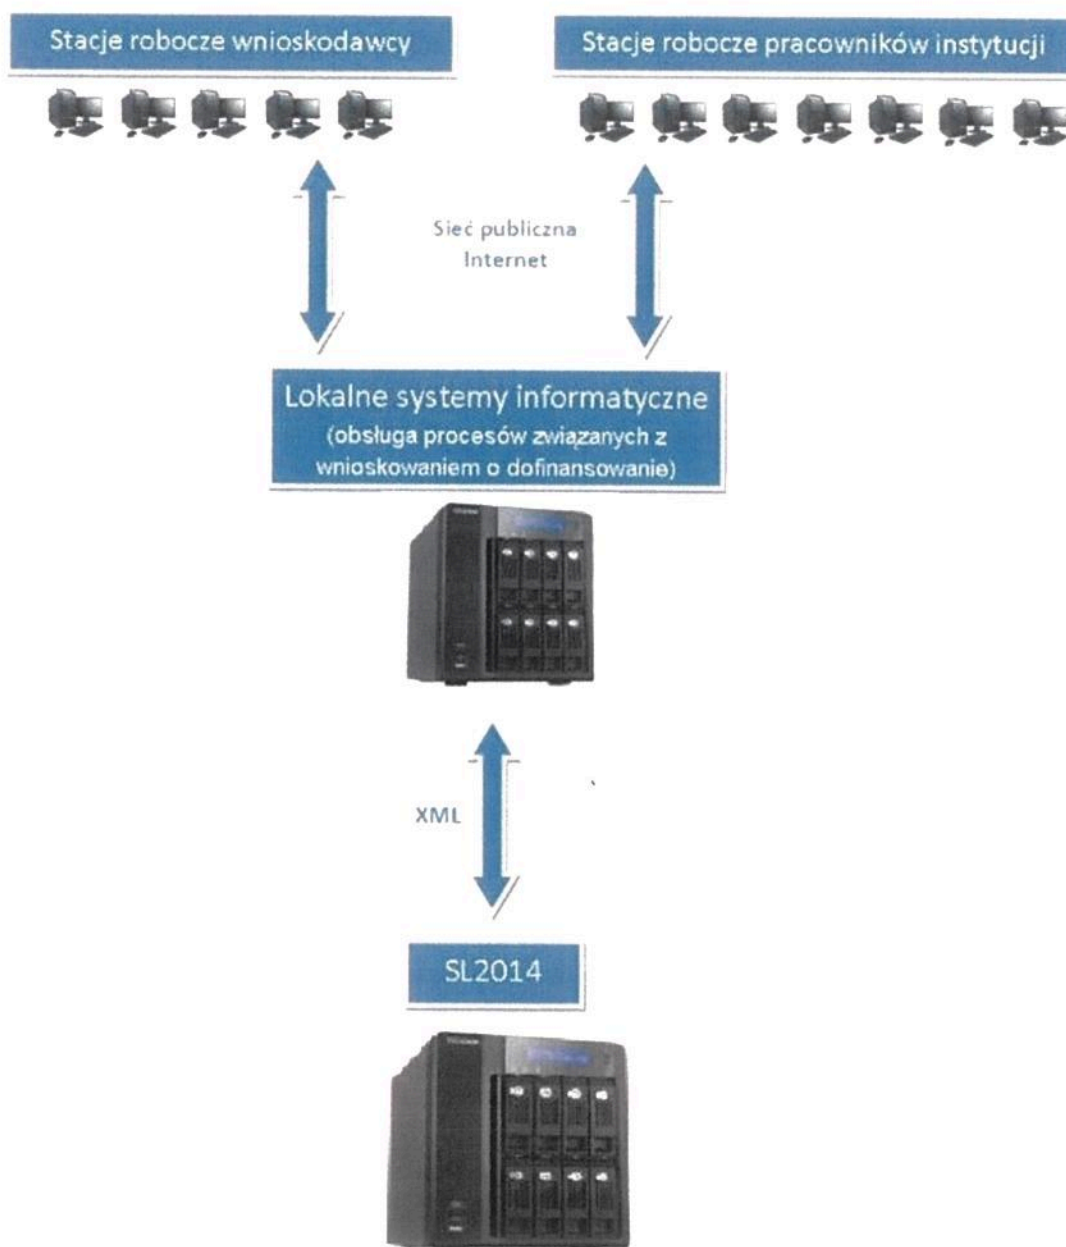 Stacje robocze wnioskodawcy
Stacje robocze pracowników instytucji
Sieć publiczna
Internet
Lokalne systemy informatyczne
(obsługa procesów związanych z
wnioskowaniem o dofinansowanie)
XML
SL2014